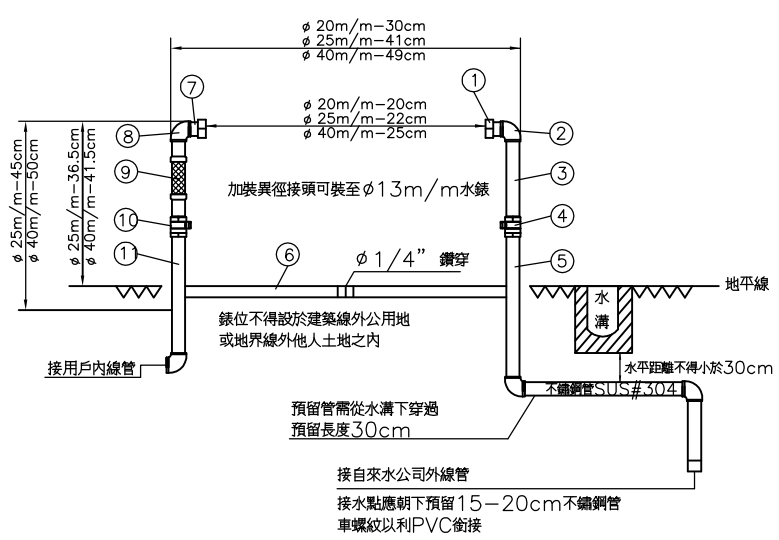 ϕ 20m/m-30cm
ϕ 25m/m-41cm
ϕ 40m/m-49cm
7
1
ϕ 20m/m-20cm
ϕ 25m/m-22cm
ϕ 40m/m-25cm
8
2
ϕ 25m/m-45cm
ϕ 40m/m-50cm
ϕ 25m/m-36.5cm
ϕ 40m/m-41.5cm
9
3
加裝異徑接頭可裝至ϕ13m/m水錶
10
4
11
6
5
ϕ 1/4” 鑽穿
地平線
水
溝
錶位不得設於建築線外公用地
或地界線外他人土地之內
接用戶內線管
水平距離不得小於30cm
不鏽鋼管SUS#304
預留管需從水溝下穿過
預留長度30cm
接自來水公司外線管
接水點應朝下預留15-20cm不鏽鋼管
車螺紋以利PVC銜接